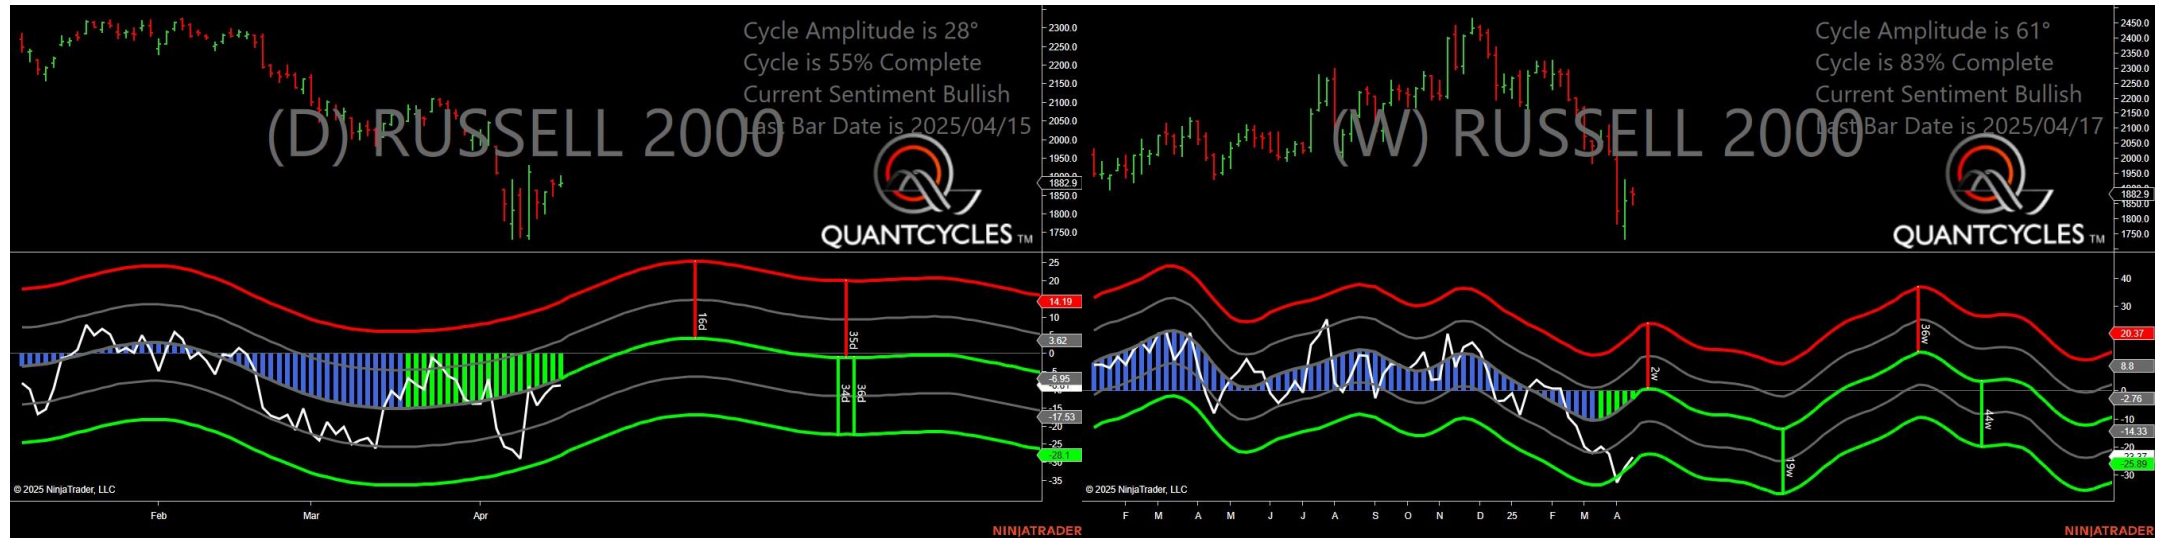 Cycle Amplitude is 28°
Cycle is 55% Complete
Current Sentiment Bullish
Last Bar Date is 2025/04/15
(D) RUSSELL 2000
QUANTCYCLES TM
2300.0
2250.0
2200.0
2150.0
2100.0
2050.0
2000.0
1950.0
1882.9
1850.0
1800.0
1750.0
16d
35d
34d
36d
25
20
14.19
10
5
3.62
0
-5
-6.95
-15
-17.53
-20
-25
-28.1
-30
-35
© 2025 NinjaTrader, LLC
Feb
Mar
Apr
NINJATRADER
Cycle Amplitude is 61°
Cycle is 83% Complete
Current Sentiment Bullish
Last Bar Date is 2025/04/17
(W) RUSSELL 2000
QUANTCYCLES TM
2450.0
2400.0
2350.0
2300.0
2250.0
2200.0
2150.0
2100.0
2050.0
2000.0
1950.0
1882.9
1850.0
1800.0
1750.0
2w
19w
36w
44w
40
30
20.37
8.8
0
-2.76
-10
-14.33
-20
-25.89
-30
© 2025 NinjaTrader, LLC
F
M
A
M
J
J
A
S
O
N
D
25
F
M
A
NINJATRADER